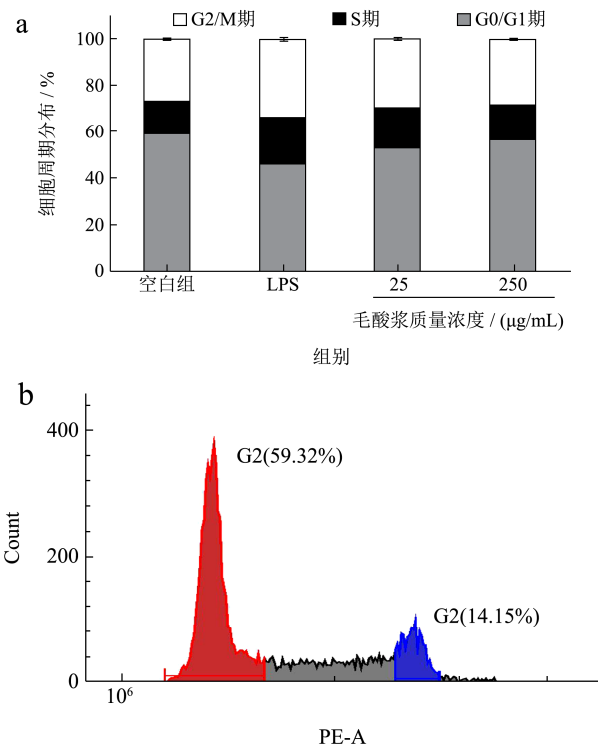 a
G2/M期 S期 G0/G1期
细胞周期分布 / %
100
80
60
40
20
0
空白组 LPS 25 250
毛酸浆质量浓度 / (μg/mL)
组别
b
400
200
0
Count
G2(59.32%)
G2(14.15%)
10⁶
PE-A